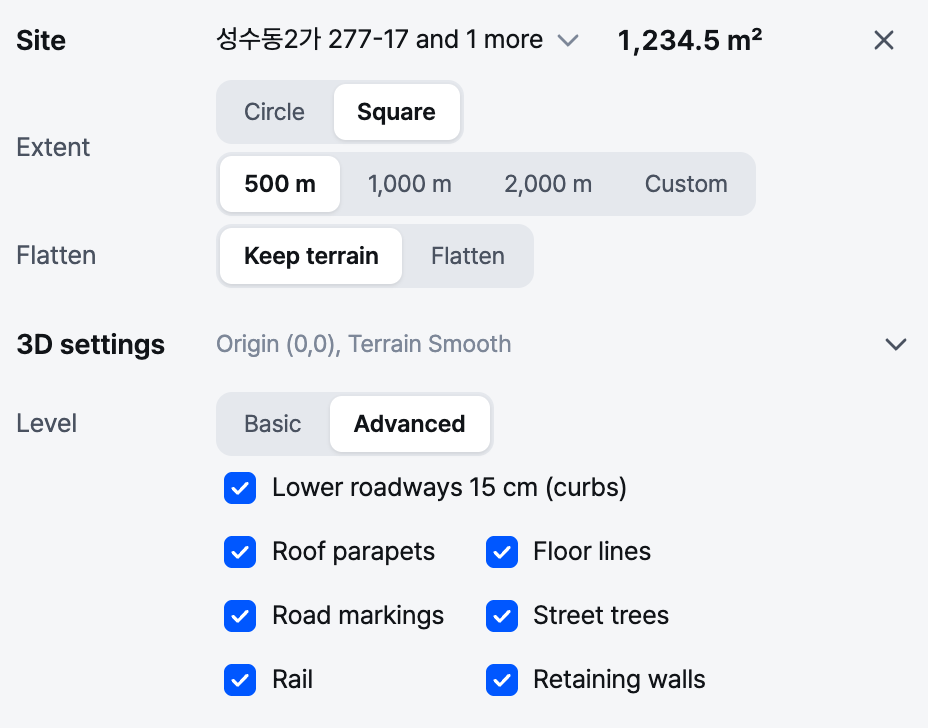 Site 성수동2가 277-17 and 1 more 1,234.5 m²
Circle Square
Extent
500 m 1,000 m 2,000 m Custom
Flatten Keep terrain Flatten
3D settings Origin (0,0), Terrain Smooth
Level Basic Advanced
Lower roadways 15 cm (curbs)
Roof parapets Floor lines
Road markings Street trees
Rail Retaining walls